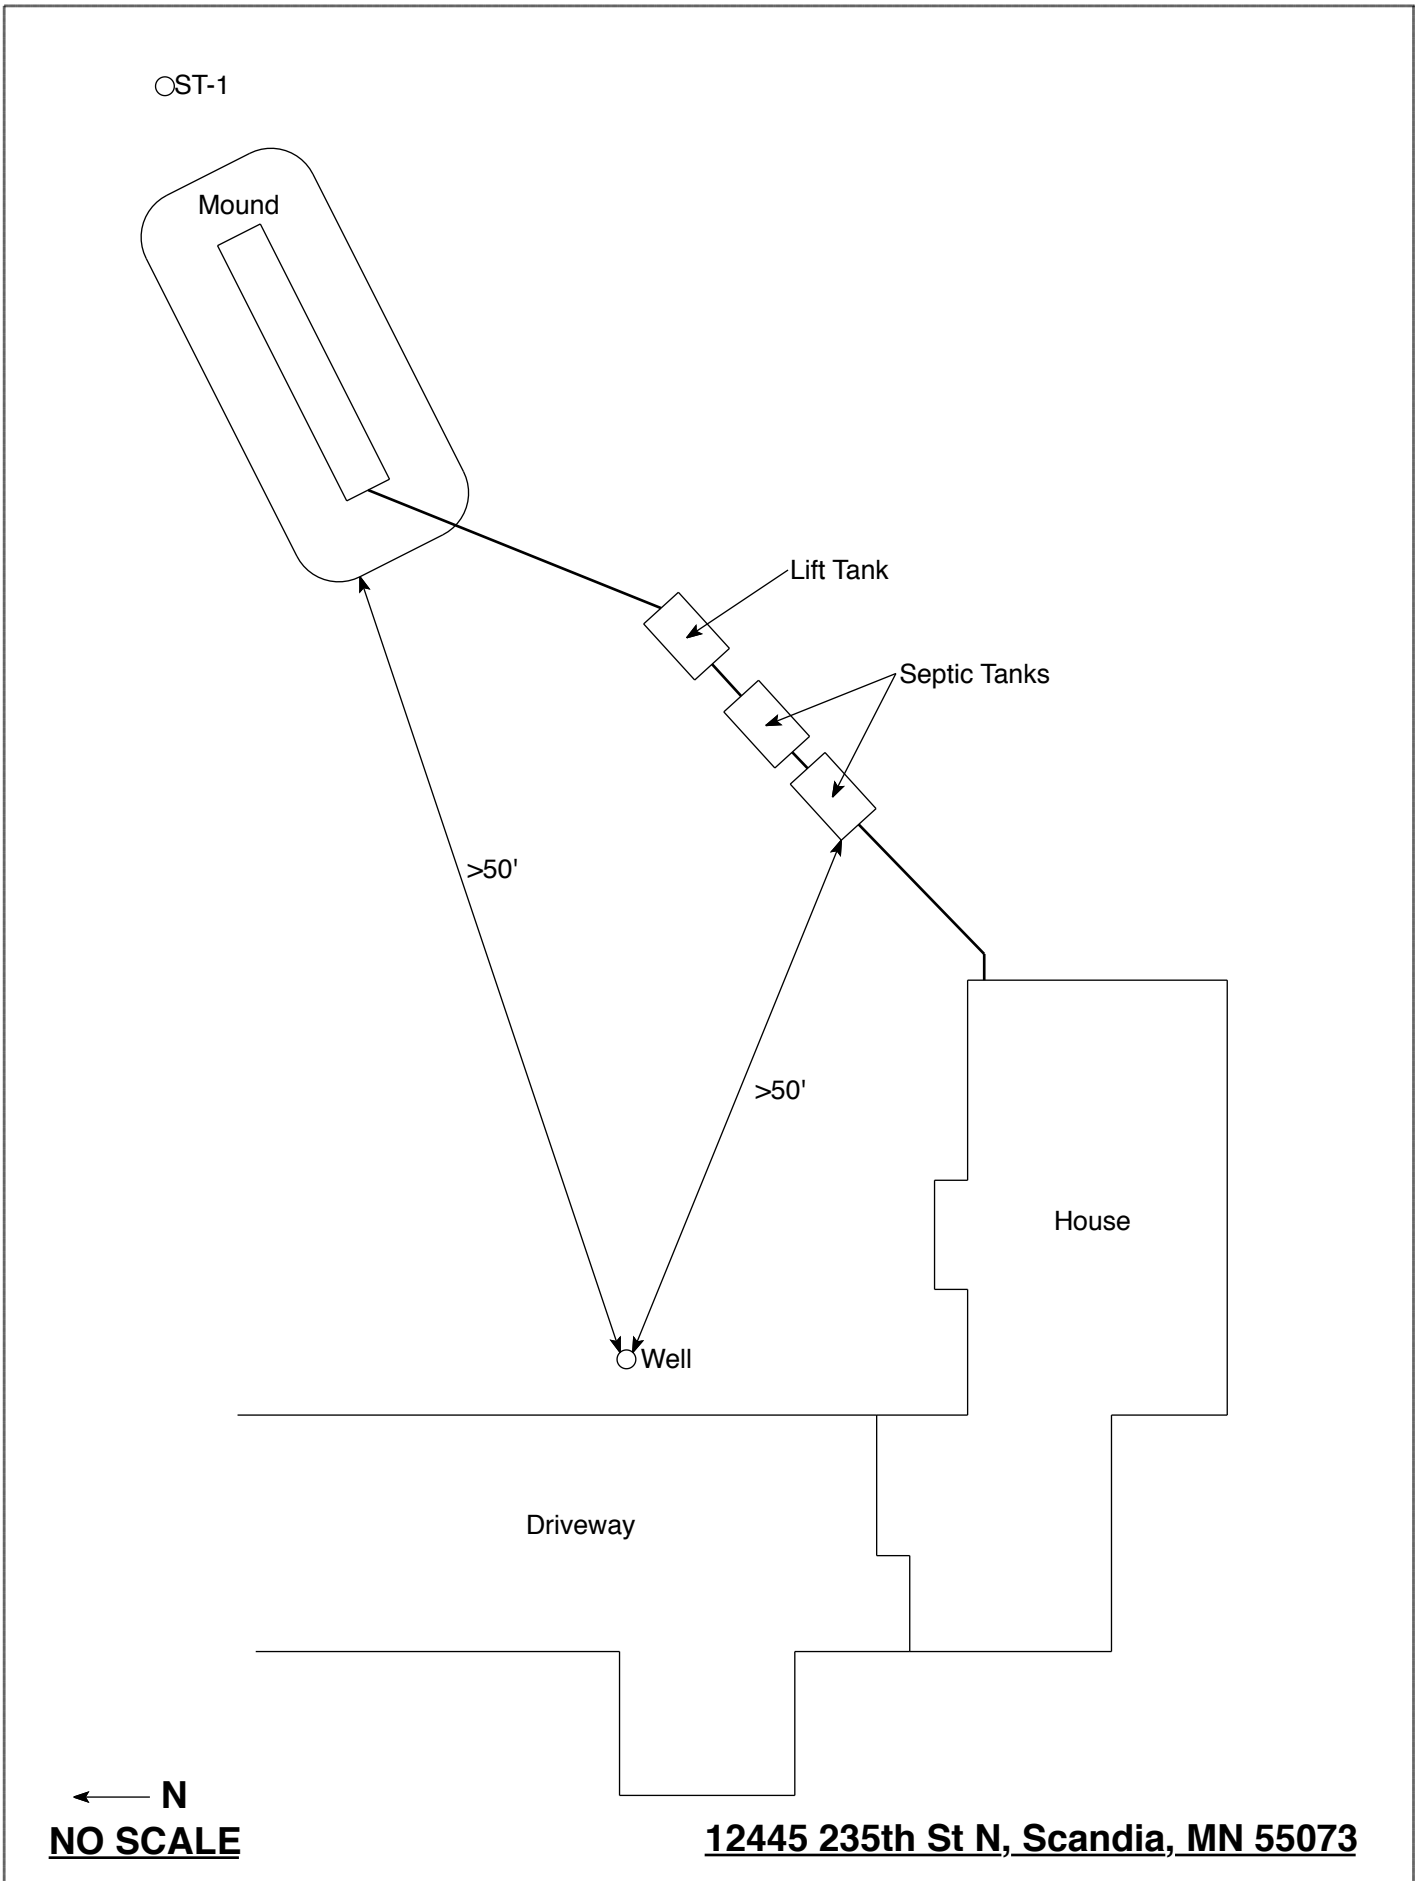 ST-1
Mound
Lift Tank
Septic Tanks
>50'
>50'
House
Well
Driveway
N
NO SCALE
12445 235th St N, Scandia, MN 55073